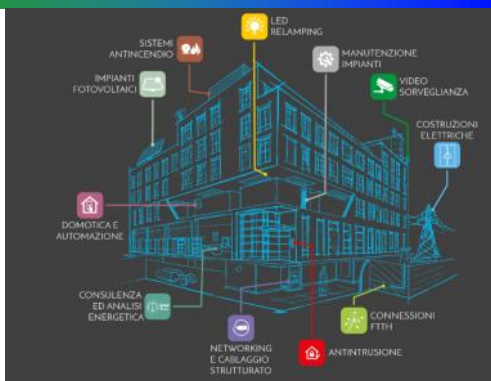 LED
RELAMPING
SISTEMI
ANTINCENDIO
MANUTENZIONE
IMPIANTI
IMPIANTI
FOTOVOLTAICI
VIDEO
SORVEGLIANZA
COSTRUZIONI
ELETTRICHE
DOMOTICA E
AUTOMAZIONE
CONSULENZA
ED ANALISI
ENERGETICA
CONNESSIONI
FTTH
NETWORKING
E CABLAGGIO
STRUTTURATO
ANTINTRUSIONE